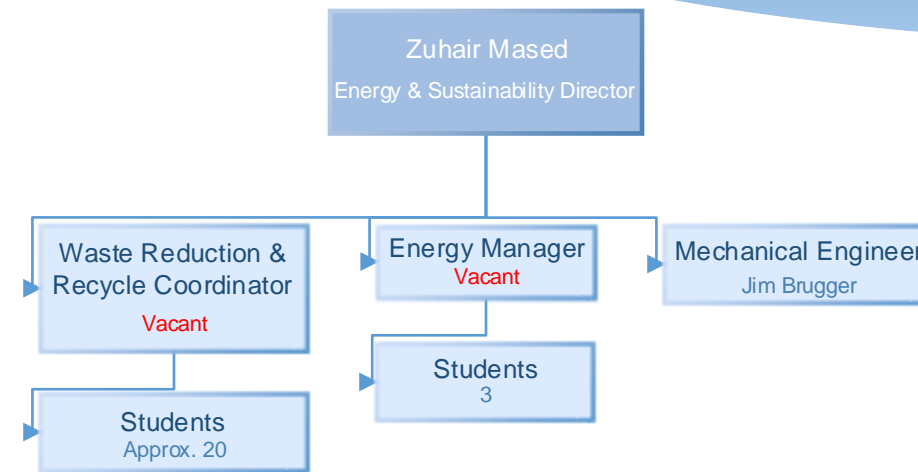 Zuhair Mased
Energy & Sustainability Director
Waste Reduction &
Recycle Coordinator
Vacant
Energy Manager
Vacant
Mechanical Engineer
Jim Brugger
Students
3
Students
Approx. 20